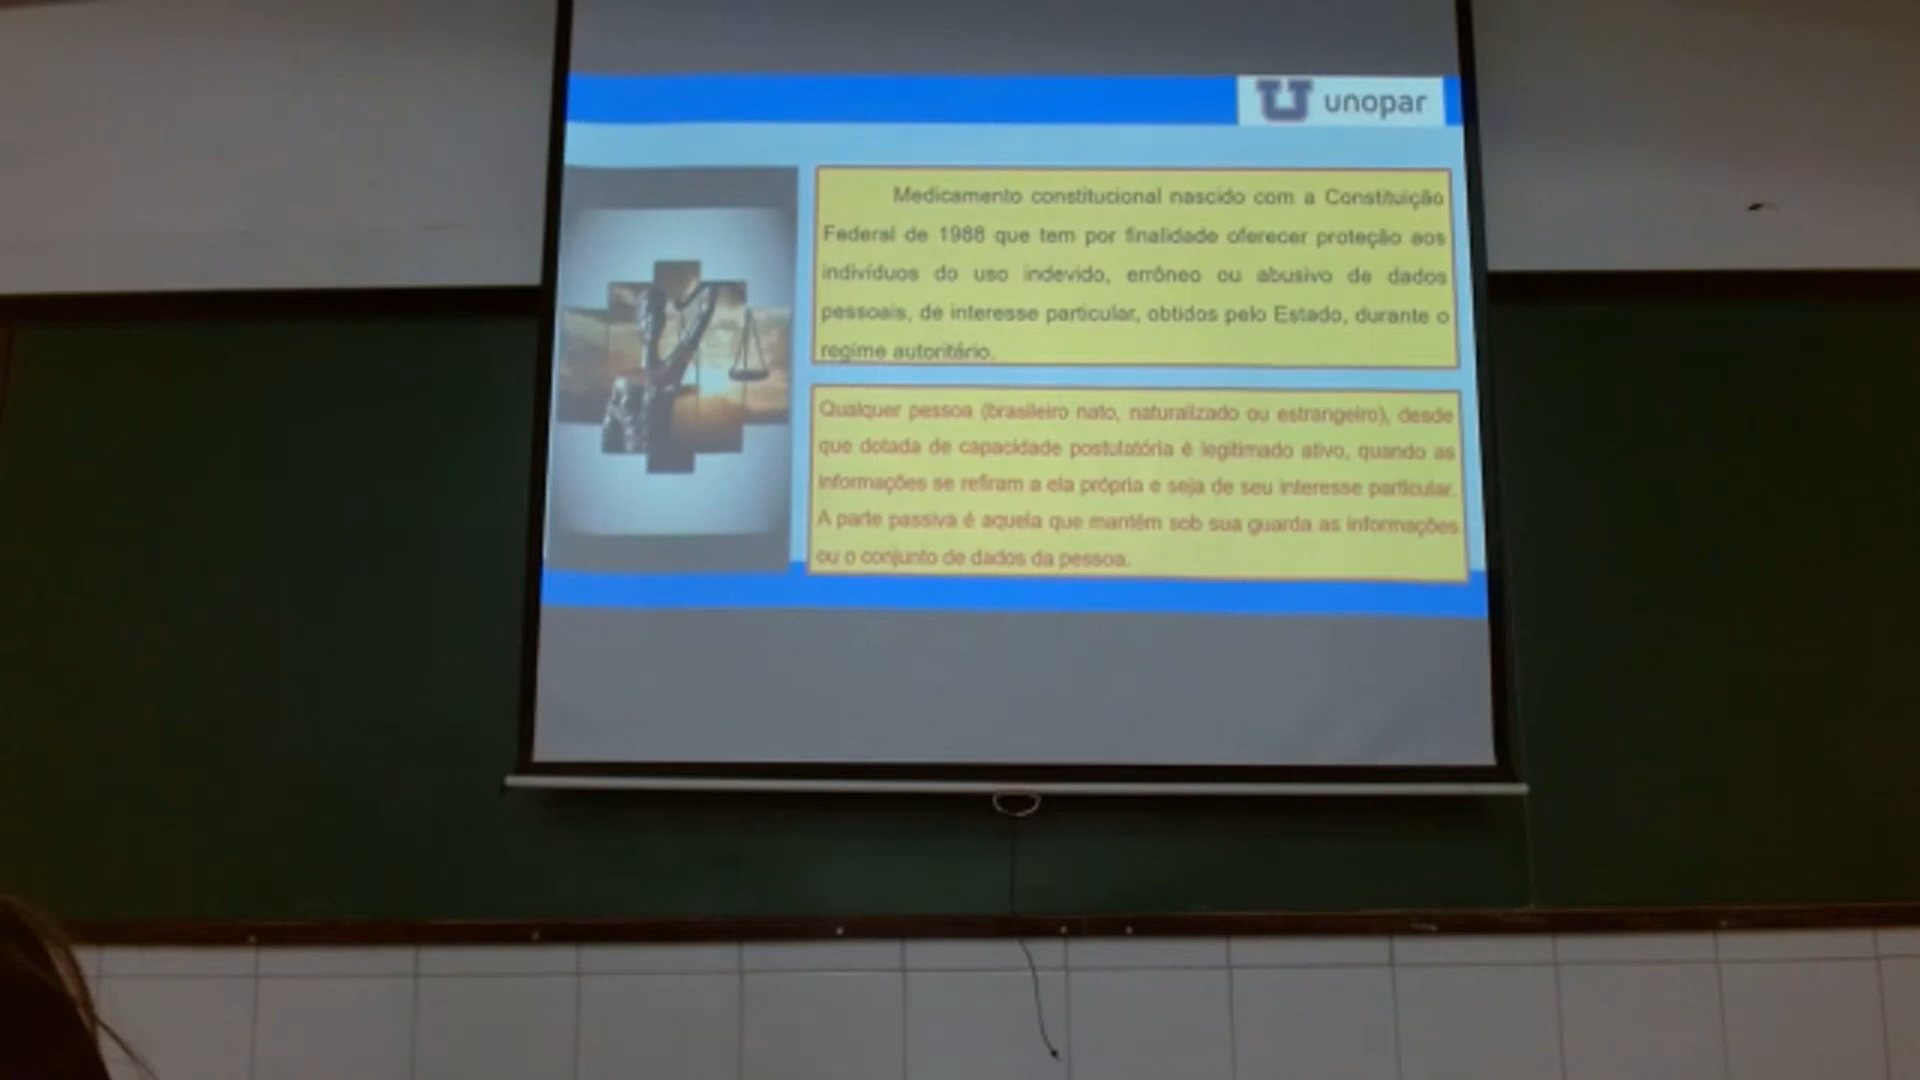 unopar
Medicamento constitucional nascido com a Constituição
Federal de 1988 que tem por finalidade oferecer proteção aos
indivíduos do uso indevido, errôneo ou abusivo de dados
pessoais, de interesse particular, obtidos pelo Estado, durante o
regime autoritário.
Qualquer pessoa (brasileiro nato, naturalizado ou estrangeiro), desde
que dotada de capacidade postulatória é legitimado ativo, quando as
informações se refiram a ela própria e seja de seu interesse particular.
A parte passiva é aquela que mantém sob sua guarda as informações
ou o conjunto de dados da pessoa.